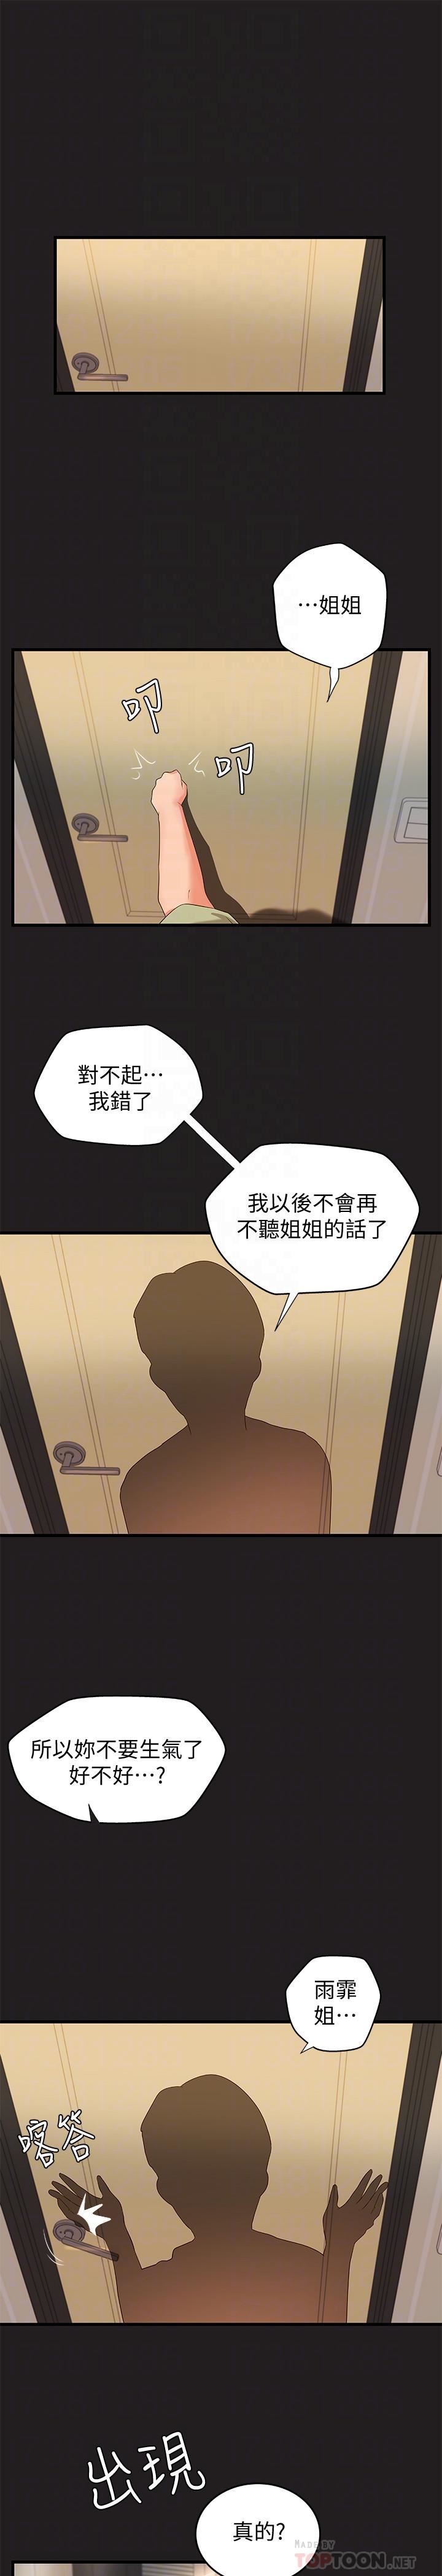 …姐姐
叩
叩
對不起…
我錯了
我以後不會再
不聽姐姐的話了
所以妳不要生氣了
好不好…?
雨霏
姐…
喀答
出現
真的?
MADE BY
TOPTOON.NET